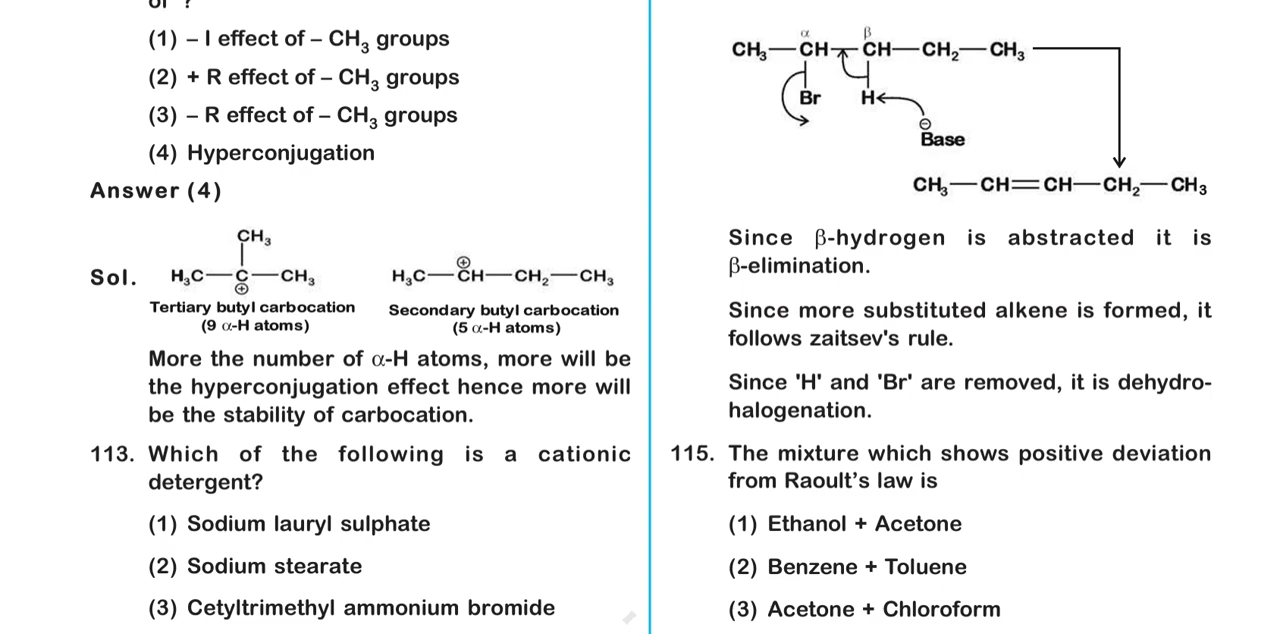 or ?
(1) – I effect of – CH₃ groups
(2) + R effect of – CH₃ groups
(3) – R effect of – CH₃ groups
(4) Hyperconjugation
Answer (4)
CH₃
Sol. H₃C—C—CH₃ H₃C—CH—CH₂—CH₃
⊕ ⊕
Tertiary butyl carbocation Secondary butyl carbocation
(9 α-H atoms) (5 α-H atoms)
More the number of α-H atoms, more will be
the hyperconjugation effect hence more will
be the stability of carbocation.
113. Which of the following is a cationic
detergent?
(1) Sodium lauryl sulphate
(2) Sodium stearate
(3) Cetyltrimethyl ammonium bromide
α β
CH₃—CH—CH—CH₂—CH₃
Br H
⊖
Base
CH₃—CH=CH—CH₂—CH₃
Since β-hydrogen is abstracted it is
β-elimination.
Since more substituted alkene is formed, it
follows zaitsev's rule.
Since 'H' and 'Br' are removed, it is dehydro-
halogenation.
115. The mixture which shows positive deviation
from Raoult’s law is
(1) Ethanol + Acetone
(2) Benzene + Toluene
(3) Acetone + Chloroform